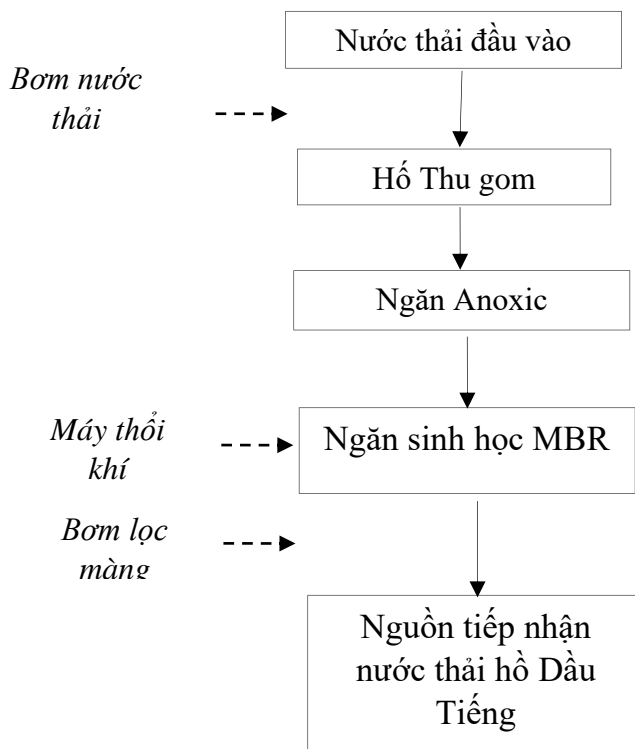 Nước thải đầu vào
Bơm nước
thải
Hố Thu gom
Ngăn Anoxic
Máy thổi
khí
Ngăn sinh học MBR
Bơm lọc
màng
Nguồn tiếp nhận
nước thải hồ Dầu
Tiếng